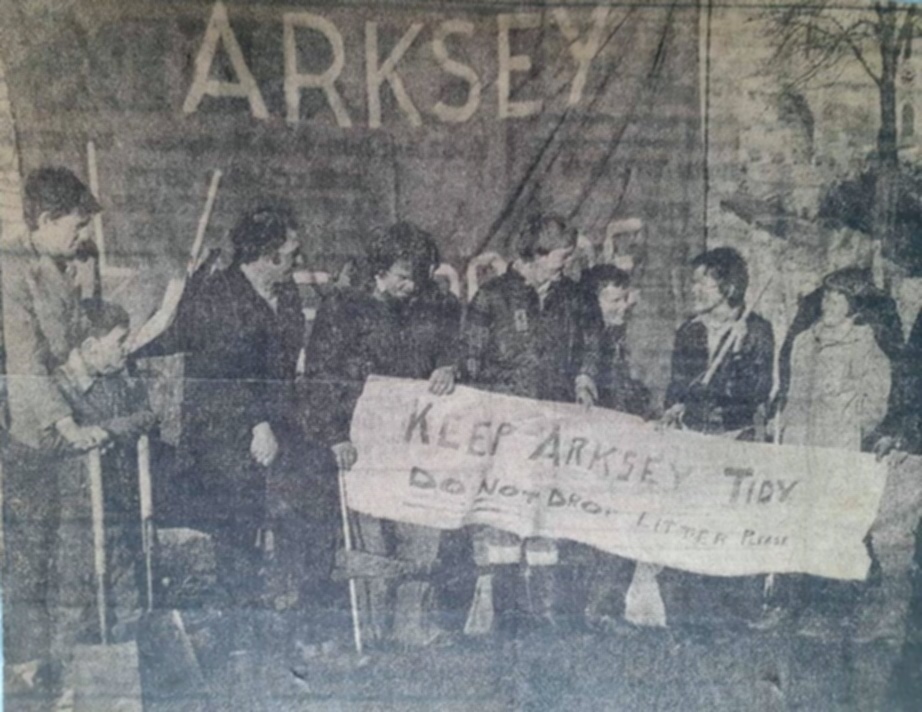 ARKSEY
KEEP ARKSEY TIDY
DO NOT DROP LITTER